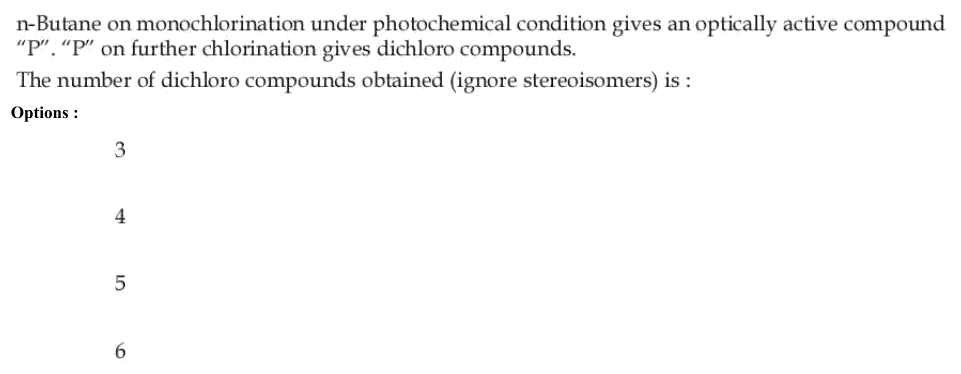 n-Butane on monochlorination under photochemical condition gives an optically active compound
“P”. “P” on further chlorination gives dichloro compounds.
The number of dichloro compounds obtained (ignore stereoisomers) is :
Options :
3
4
5
6